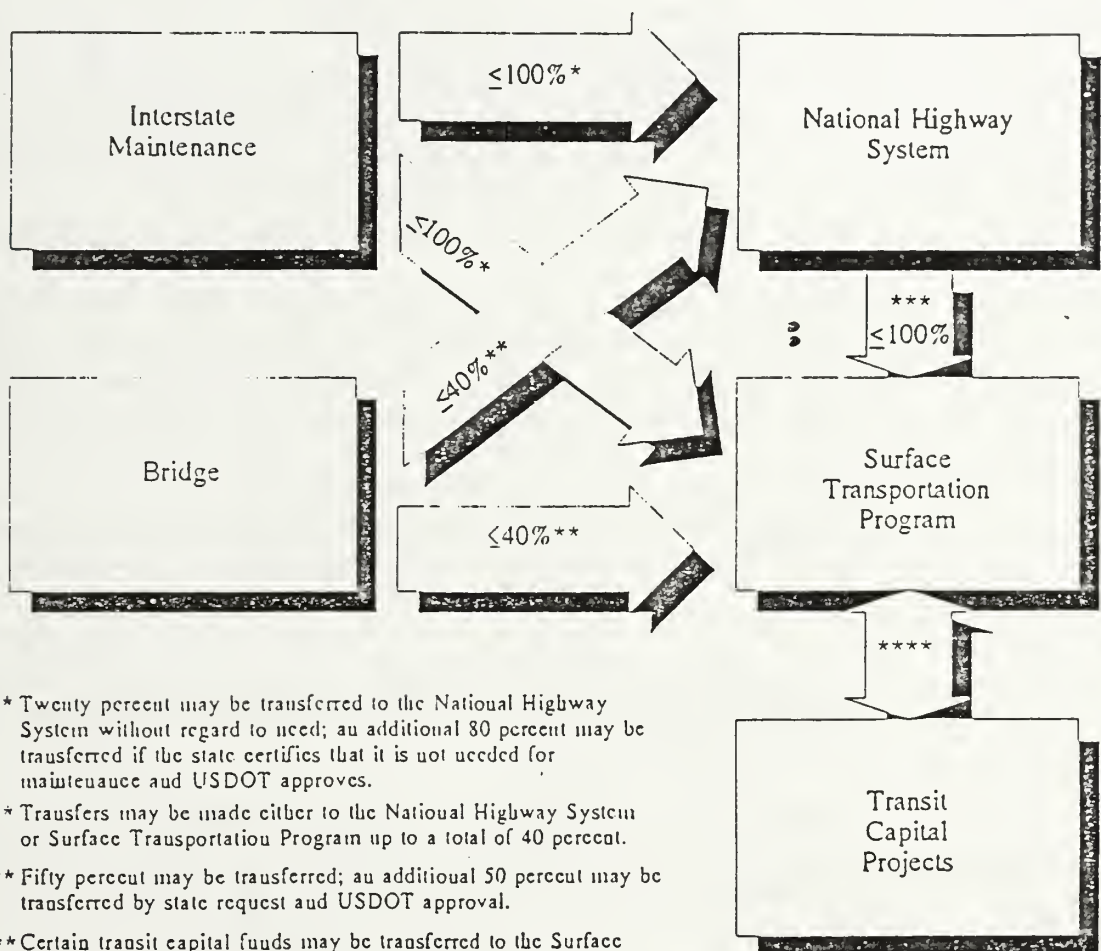 Interstate
Maintenance
≤100%*
National Highway
System
≤100%*
***
≤100%
≤40%**
Bridge
≤40%**
Surface
Transportation
Program
****
Transit
Capital
Projects
* Twenty percent may be transferred to the National Highway
System without regard to need; an additional 80 percent may be
transferred if the state certifies that it is not needed for
maintenance and USDOT approves.
* Transfers may be made either to the National Highway System
or Surface Transportation Program up to a total of 40 percent.
* Fifty percent may be transferred; an additional 50 percent may be
transferred by state request and USDOT approval.
**Certain transit capital funds may be transferred to the Surface